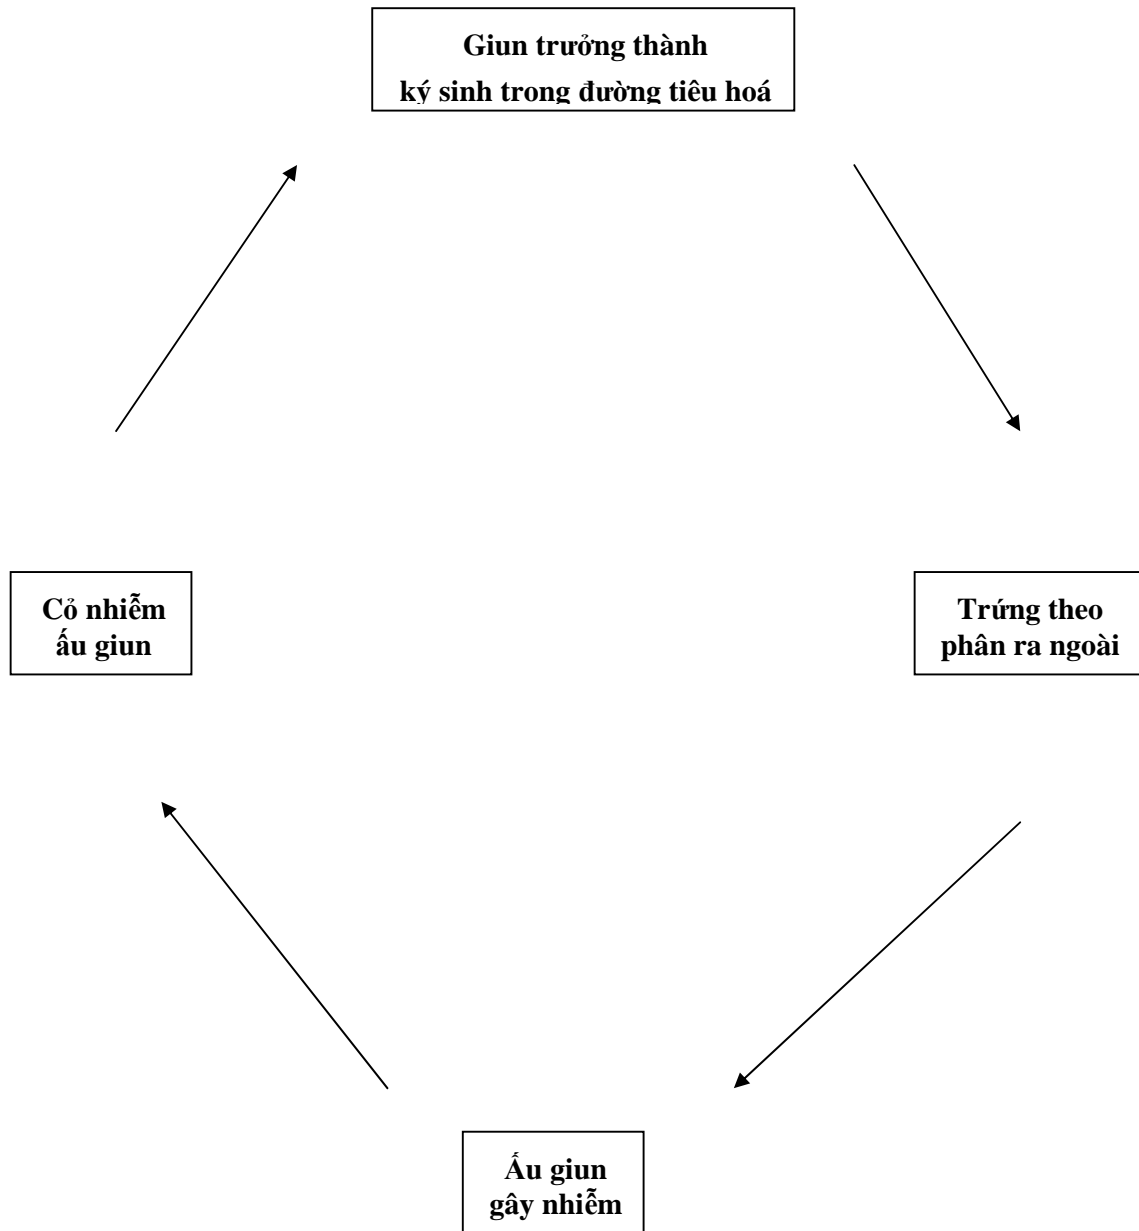 Giun trưởng thành
ký sinh trong đường tiêu hoá
Cỏ nhiễm
ấu giun
Trứng theo
phân ra ngoài
Ấu giun
gây nhiễm